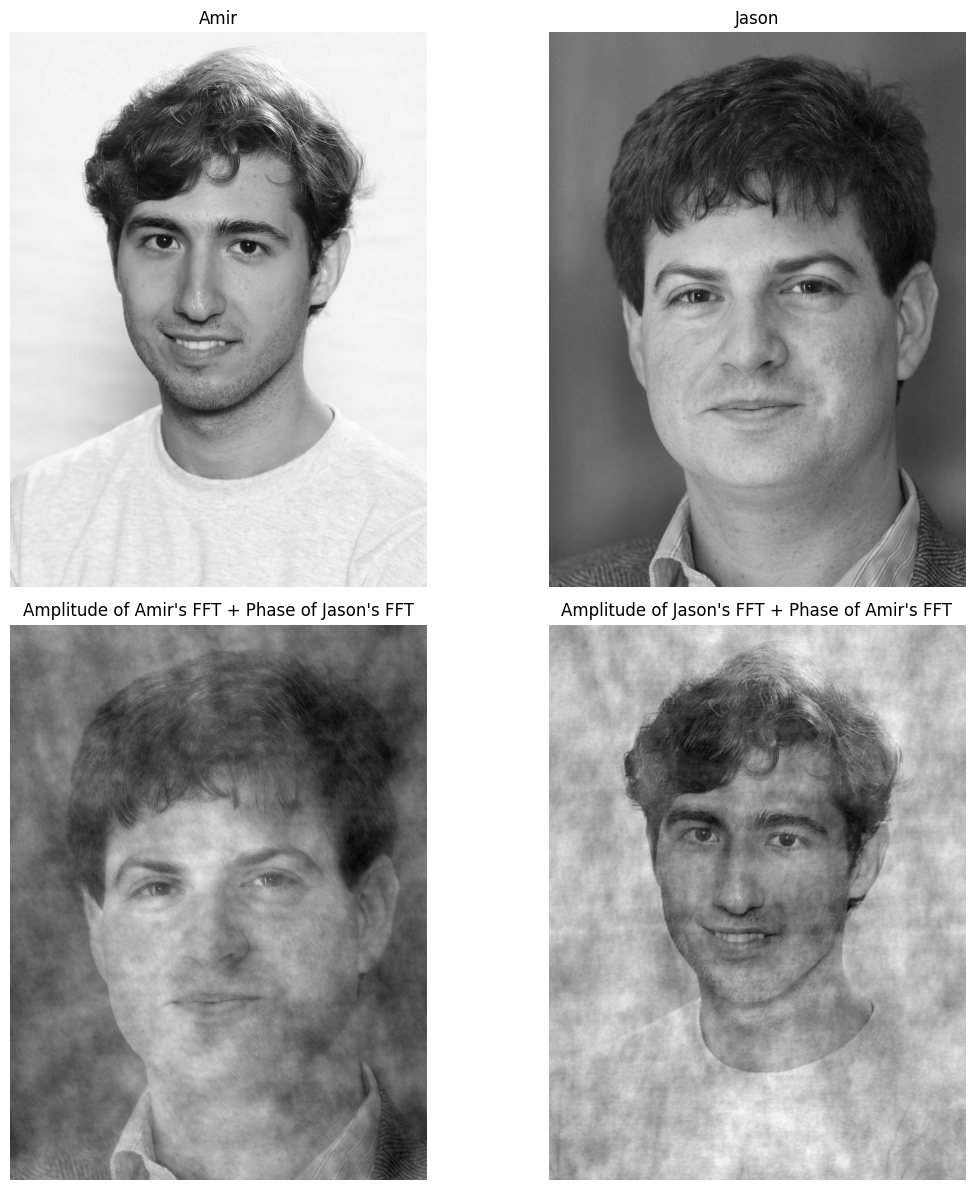 Amir
Jason
Amplitude of Amir's FFT + Phase of Jason's FFT
Amplitude of Jason's FFT + Phase of Amir's FFT